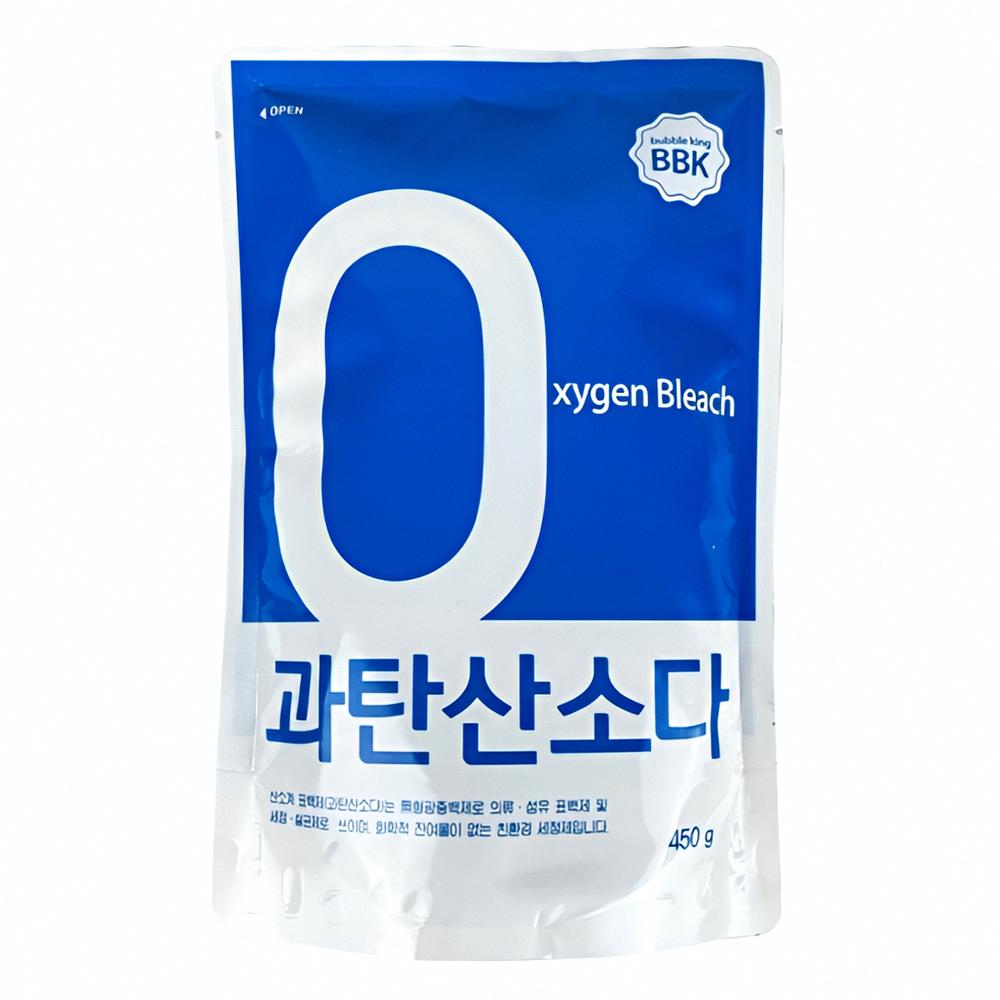 OPEN
bubble king
BBK
Oxygen Bleach
과탄산소다
산소계 표백제(과탄산소다)는 의류 · 섬유 표백제 및
세정 · 살균제로 쓰이며, 화학적 잔여물이 없는 친환경 세정제입니다.
450 g